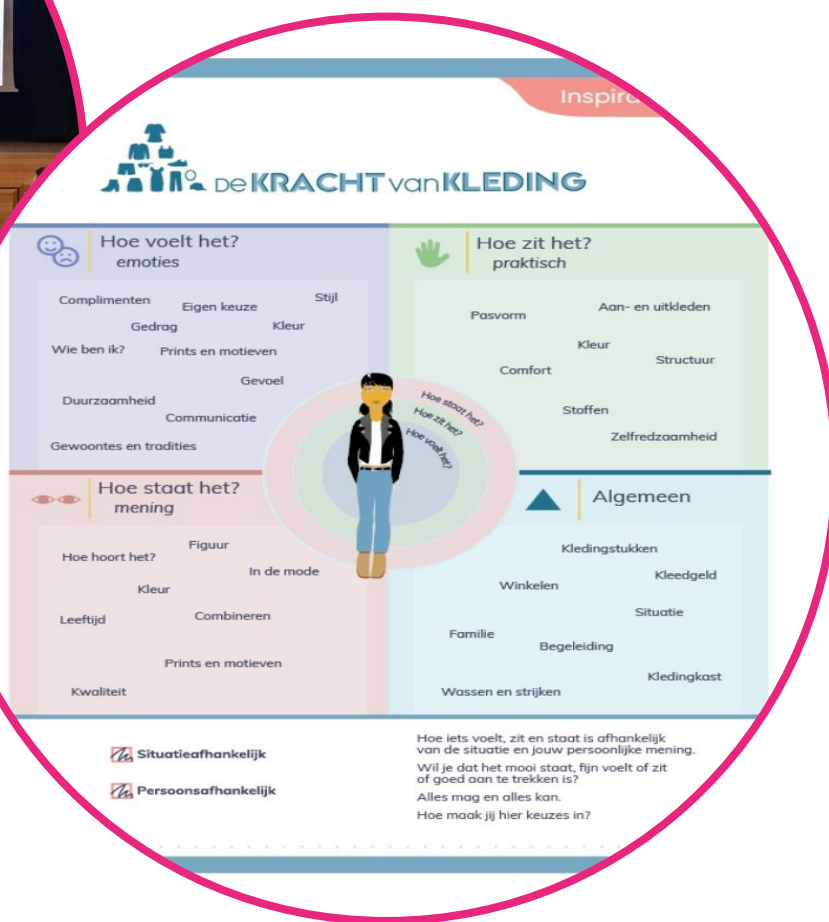 De KRACHT van KLEDING
Hoe voelt het?
emoties
Complimenten
Eigen keuze
Stijl
Gedrag
Kleur
Wie ben ik?
Prints en motieven
Gevoel
Duurzaamheid
Communicatie
Gewoontes en tradities
Hoe zit het?
praktisch
Pasvorm
Aan- en uitkleden
Kleur
Structuur
Comfort
Stoffen
Zelfredzaamheid
Hoe staat het?
Hoe zit het?
Hoe voelt het?
Hoe staat het?
mening
Figuur
Hoe hoort het?
In de mode
Kleur
Leeftijd
Combineren
Prints en motieven
Kwaliteit
Algemeen
Kledingstukken
Kleedgeld
Winkelen
Situatie
Familie
Begeleiding
Kledingkast
Wassen en strijken
Situatieafhankelijk
Persoonsafhankelijk
Hoe iets voelt, zit en staat is afhankelijk
van de situatie en jouw persoonlijke mening.
Wil je dat het mooi staat, fijn voelt of zit
of goed aan te trekken is?
Alles mag en alles kan.
Hoe maak jij hier keuzes in?